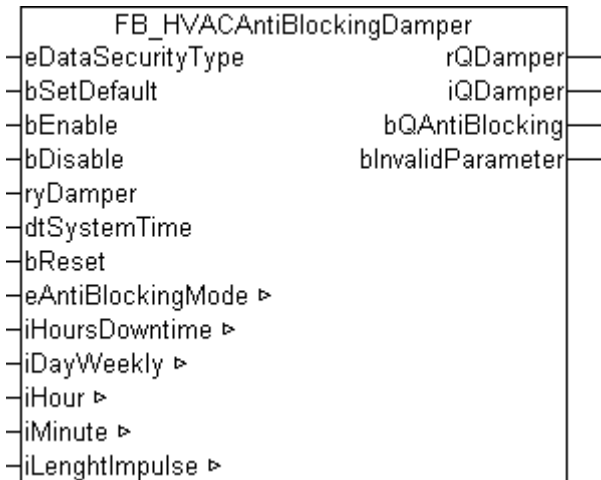 FB_HVACAntiBlockingDamper
eDataSecurityType rQDamper
bSetDefault iQDamper
bEnable bQAntiBlocking
bDisable bInvalidParameter
ryDamper
dtSystemTime
bReset
eAntiBlockingMode ▹
iHoursDowntime ▹
iDayWeekly ▹
iHour ▹
iMinute ▹
iLenghtImpulse ▹